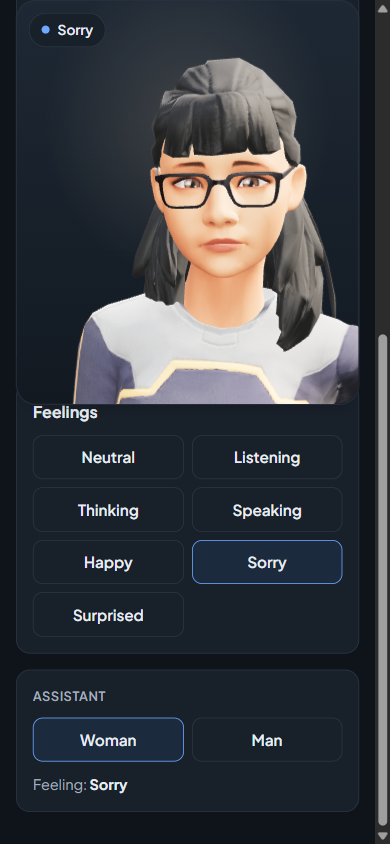 Sorry
Feelings
Neutral Listening
Thinking Speaking
Happy Sorry
Surprised
ASSISTANT
Woman Man
Feeling: Sorry